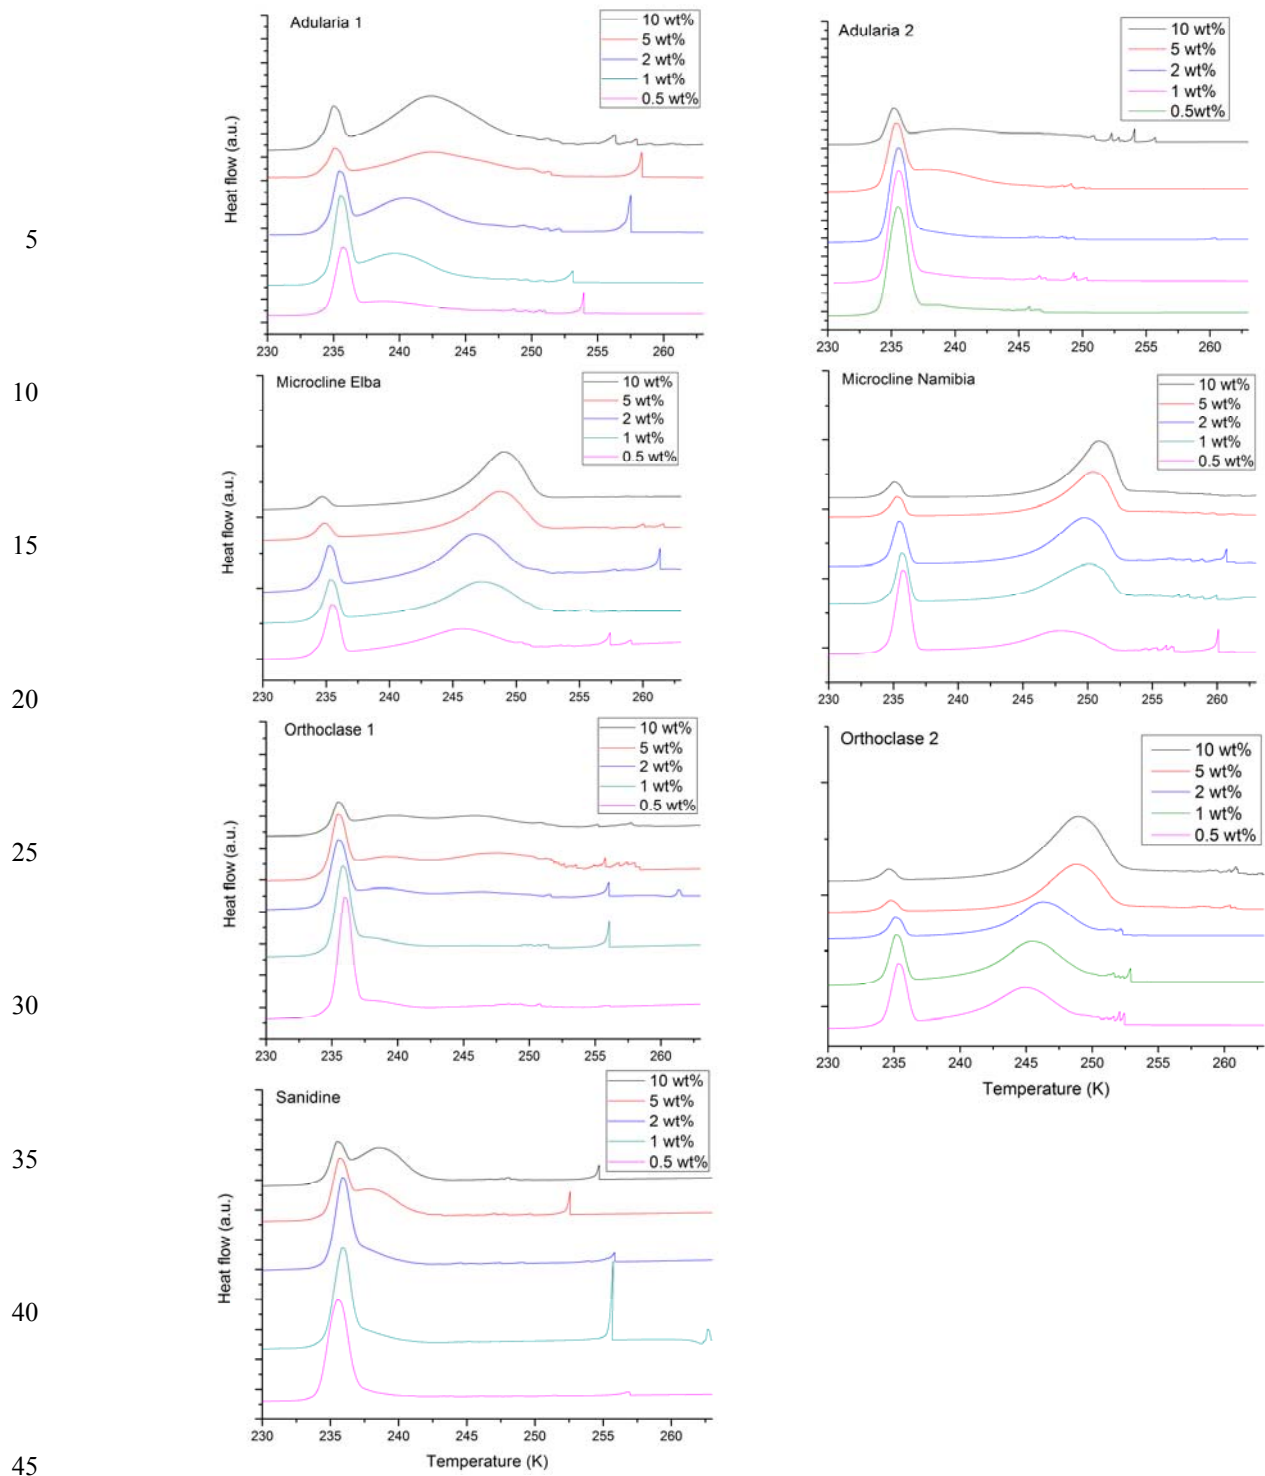 Adularia 1
10 wt%
5 wt%
2 wt%
1 wt%
0.5 wt%
Heat flow (a.u.)
230 235 240 245 250 255 260
Adularia 2
10 wt%
5 wt%
2 wt%
1 wt%
0.5wt%
230 235 240 245 250 255 260
5
Microcline Elba
10 wt%
5 wt%
2 wt%
1 wt%
0.5 wt%
Heat flow (a.u.)
230 235 240 245 250 255 260
Microcline Namibia
10 wt%
5 wt%
2 wt%
1 wt%
0.5 wt%
230 235 240 245 250 255 260
10
15
20
Orthoclase 1
10 wt%
5 wt%
2 wt%
1 wt%
0.5 wt%
Heat flow (a.u.)
230 235 240 245 250 255 260
Orthoclase 2
10 wt%
5 wt%
2 wt%
1 wt%
0.5 wt%
230 235 240 245 250 255 260
Temperature (K)
25
30
Sanidine
10 wt%
5 wt%
2 wt%
1 wt%
0.5 wt%
Heat flow (a.u.)
230 235 240 245 250 255 260
Temperature (K)
35
40
45